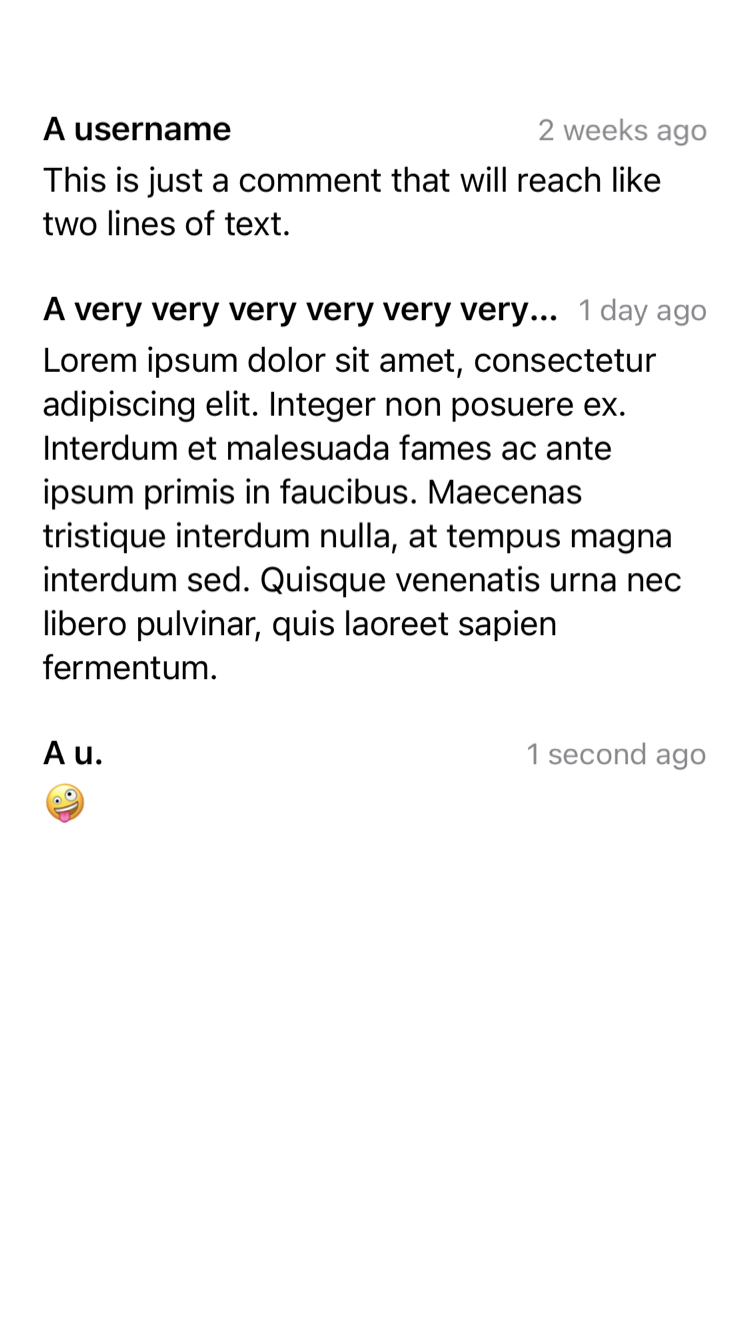 A username 2 weeks ago
This is just a comment that will reach like
two lines of text.
A very very very very very very... 1 day ago
Lorem ipsum dolor sit amet, consectetur
adipiscing elit. Integer non posuere ex.
Interdum et malesuada fames ac ante
ipsum primis in faucibus. Maecenas
tristique interdum nulla, at tempus magna
interdum sed. Quisque venenatis urna nec
libero pulvinar, quis laoreet sapien
fermentum.
A u. 1 second ago
🤪